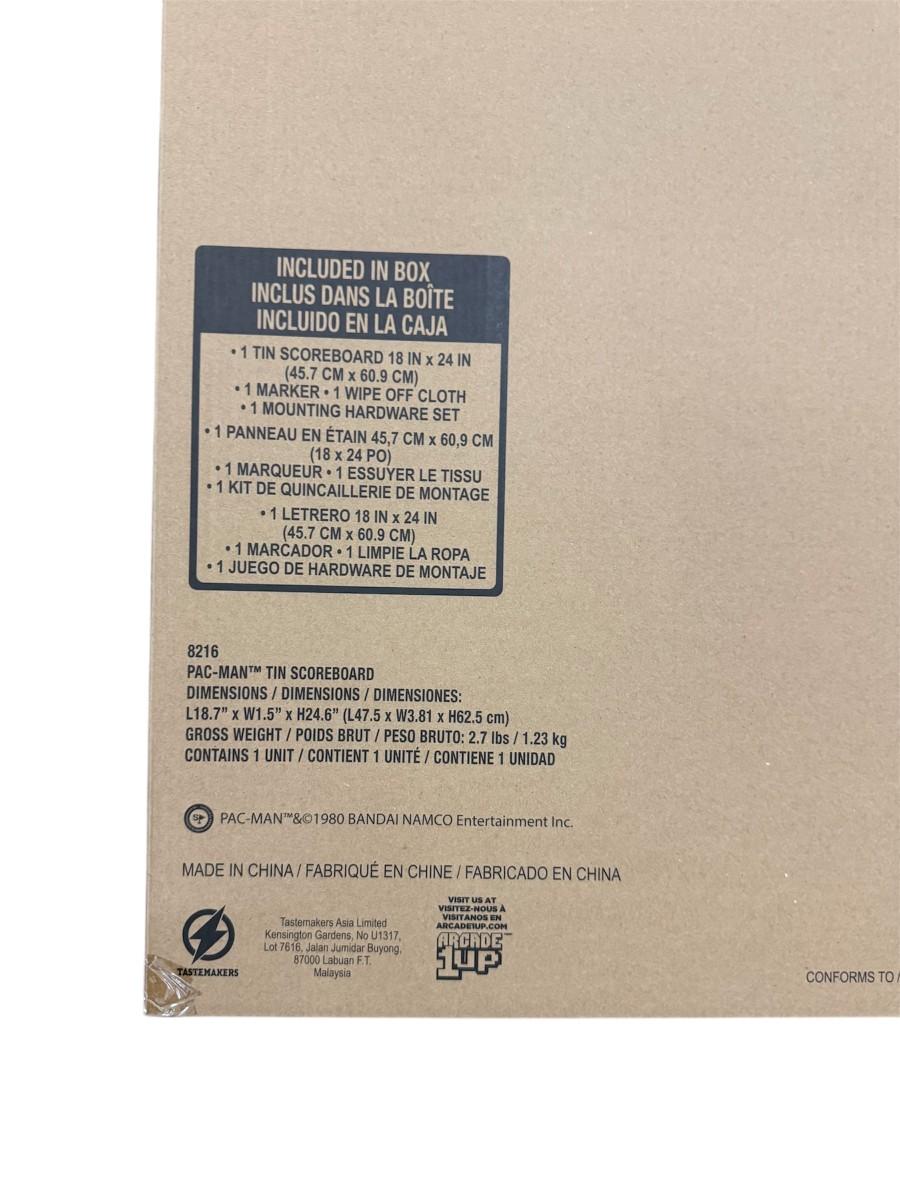 INCLUDED IN BOX
INCLUS DANS LA BOÎTE
INCLUIDO EN LA CAJA
• 1 TIN SCOREBOARD 18 IN x 24 IN
(45.7 CM x 60.9 CM)
• 1 MARKER • 1 WIPE OFF CLOTH
• 1 MOUNTING HARDWARE SET
• 1 PANNEAU EN ÉTAIN 45,7 CM x 60,9 CM
(18 x 24 PO)
• 1 MARQUEUR • 1 ESSUYER LE TISSU
• 1 KIT DE QUINCAILLERIE DE MONTAGE
• 1 LETRERO 18 IN x 24 IN
(45.7 CM x 60.9 CM)
• 1 MARCADOR • 1 LIMPIE LA ROPA
• 1 JUEGO DE HARDWARE DE MONTAJE
8216
PAC-MAN™ TIN SCOREBOARD
DIMENSIONS / DIMENSIONS / DIMENSIONES:
L18.7” x W1.5” x H24.6” (L47.5 x W3.81 x H62.5 cm)
GROSS WEIGHT / POIDS BRUT / PESO BRUTO: 2.7 lbs / 1.23 kg
CONTAINS 1 UNIT / CONTIENT 1 UNITÉ / CONTIENE 1 UNIDAD
PAC-MAN™&©1980 BANDAI NAMCO Entertainment Inc.
MADE IN CHINA / FABRIQUÉ EN CHINE / FABRICADO EN CHINA
TASTEMAKERS
Tastemakers Asia Limited
Kensington Gardens, No U1317,
Lot 7616, Jalan Jumidar Buyong,
87000 Labuan F.T.
Malaysia
VISIT US AT
VISITEZ-NOUS À
VISITANOS EN
ARCADE1UP.COM
ARCADE™
1UP
CONFORMS TO /